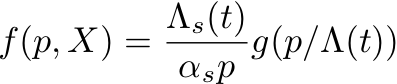 f(p, X) = \frac{\Lambda_s(t)}{\alpha_s p} g(p/\Lambda(t))